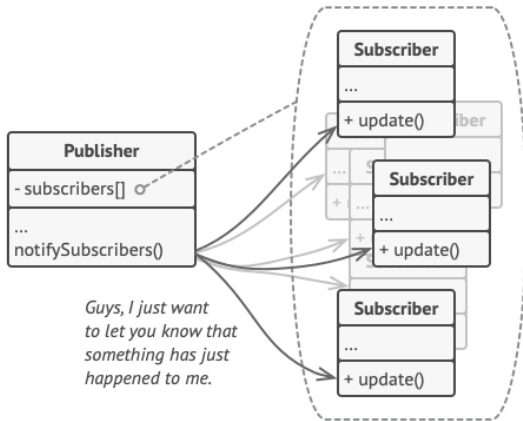 Subscriber
...
+ update()
Publisher
- subscribers[]
...
notifySubscribers()
Subscriber
...
+ update()
Guys, I just want
to let you know that
something has just
happened to me.
Subscriber
...
+ update()